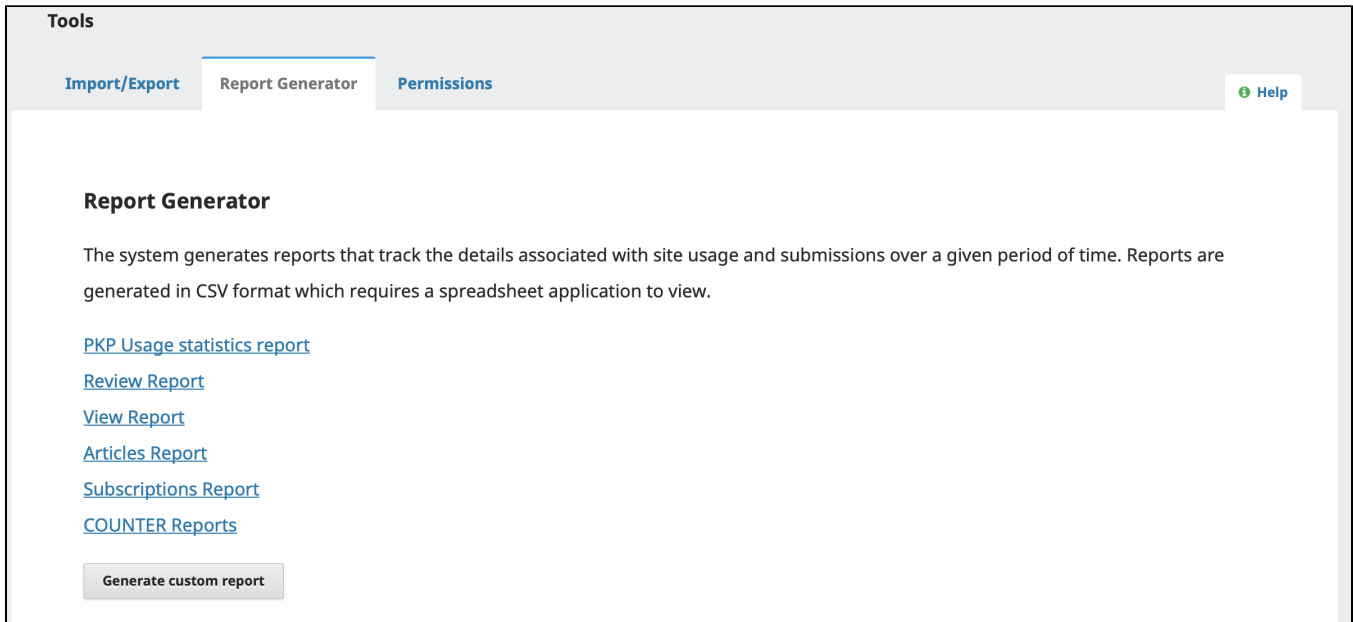 Tools
Import/Export
Report Generator
Permissions
Help
Report Generator
The system generates reports that track the details associated with site usage and submissions over a given period of time. Reports are
generated in CSV format which requires a spreadsheet application to view.
PKP Usage statistics report
Review Report
View Report
Articles Report
Subscriptions Report
COUNTER Reports
Generate custom report